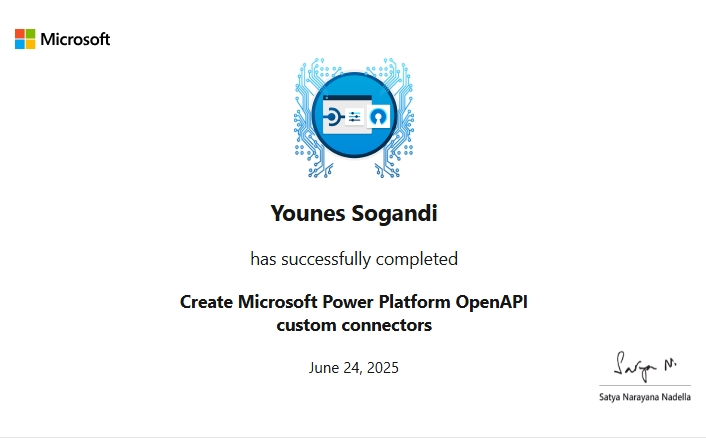 Microsoft
Younes Sogandi
has successfully completed
Create Microsoft Power Platform OpenAPI
custom connectors
June 24, 2025
Satya N.
Satya Narayana Nadella